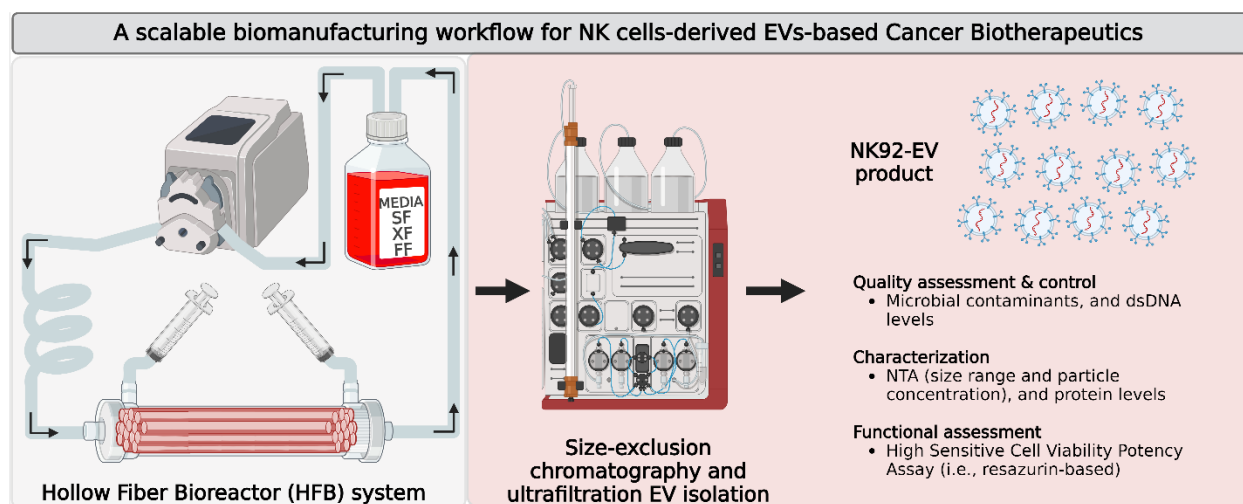 A scalable biomanufacturing workflow for NK cells-derived EVs-based Cancer Biotherapeutics
MEDIA
SF
XF
FF
Hollow Fiber Bioreactor (HFB) system
Size-exclusion
chromatography and
ultrafiltration EV isolation
NK92-EV
product
Quality assessment & control
• Microbial contaminants, and dsDNA
levels
Characterization
• NTA (size range and particle
concentration), and protein levels
Functional assessment
• High Sensitive Cell Viability Potency
Assay (i.e., resazurin-based)